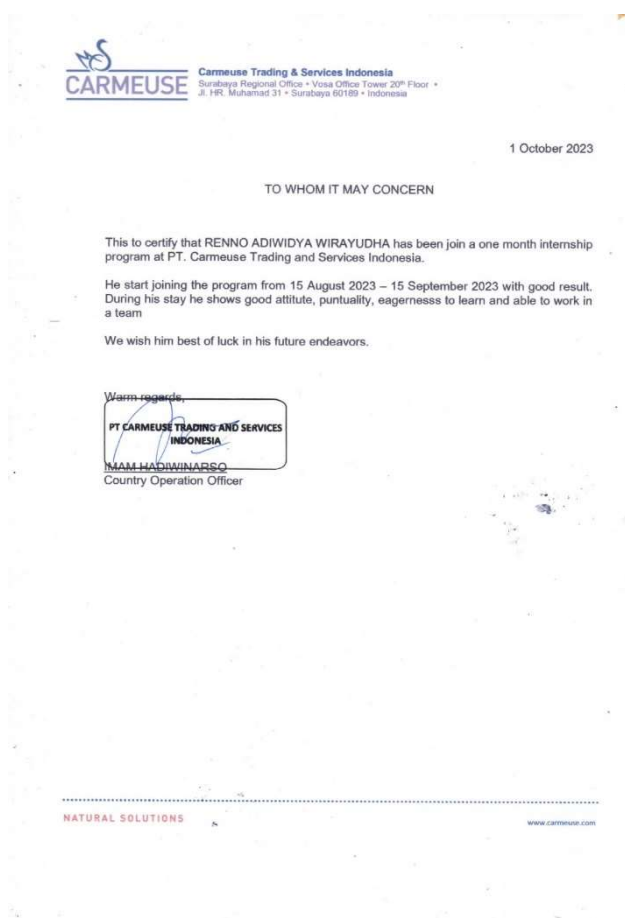 CARMEUSE
Carmeuse Trading & Services Indonesia
Surabaya Regional Office • Vosa Office Tower 20th Floor •
Jl. HR. Muhamad 31 • Surabaya 60189 • Indonesia
1 October 2023
TO WHOM IT MAY CONCERN
This to certify that RENNO ADIWIDYA WIRAYUDHA has been join a one month internship
program at PT. Carmeuse Trading and Services Indonesia.
He start joining the program from 15 August 2023 – 15 September 2023 with good result.
During his stay he shows good attitute, puntuality, eagernesss to learn and able to work in
a team
We wish him best of luck in his future endeavors.
Warm regards,
PT CARMEUSE TRADING AND SERVICES
INDONESIA
IMAM HADIWINARSO
Country Operation Officer
NATURAL SOLUTIONS
www.carmeuse.com